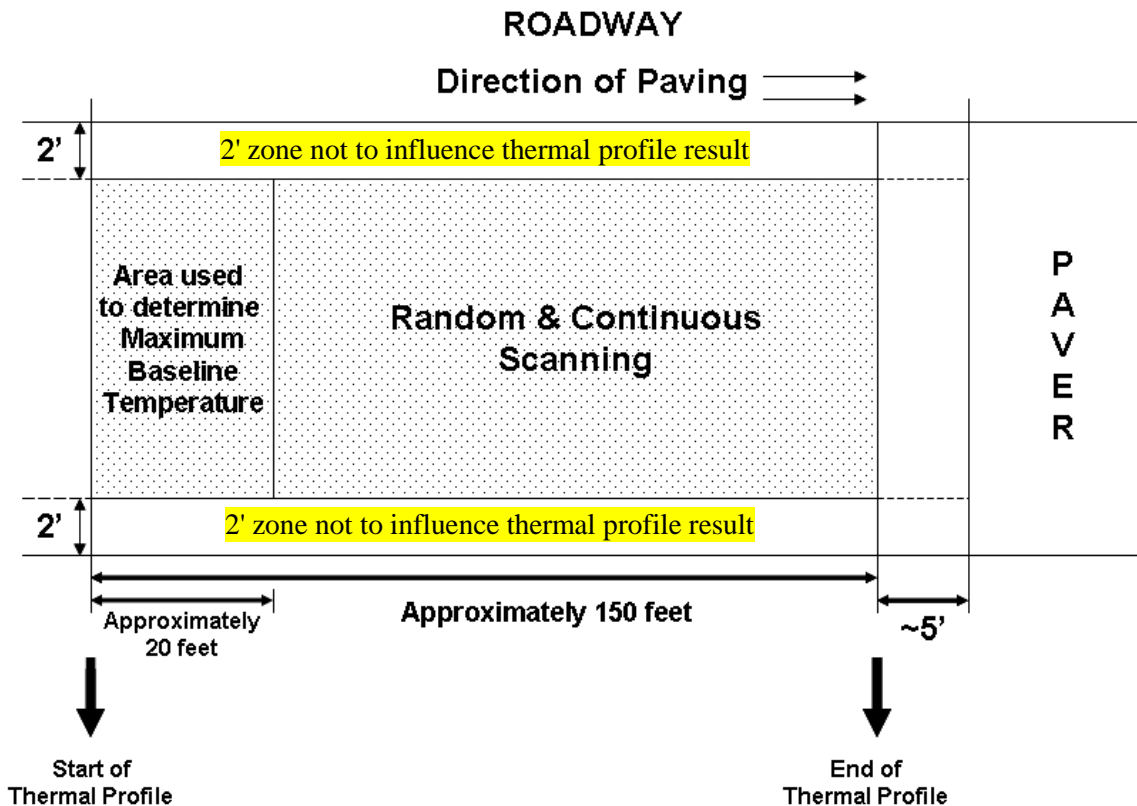 ROADWAY
Direction of Paving
2'
2' zone not to influence thermal profile result
Area used
to determine
Maximum
Baseline
Temperature
Random & Continuous
Scanning
P
A
V
E
R
2'
2' zone not to influence thermal profile result
Approximately
20 feet
Approximately 150 feet
~5'
Start of
Thermal Profile
End of
Thermal Profile